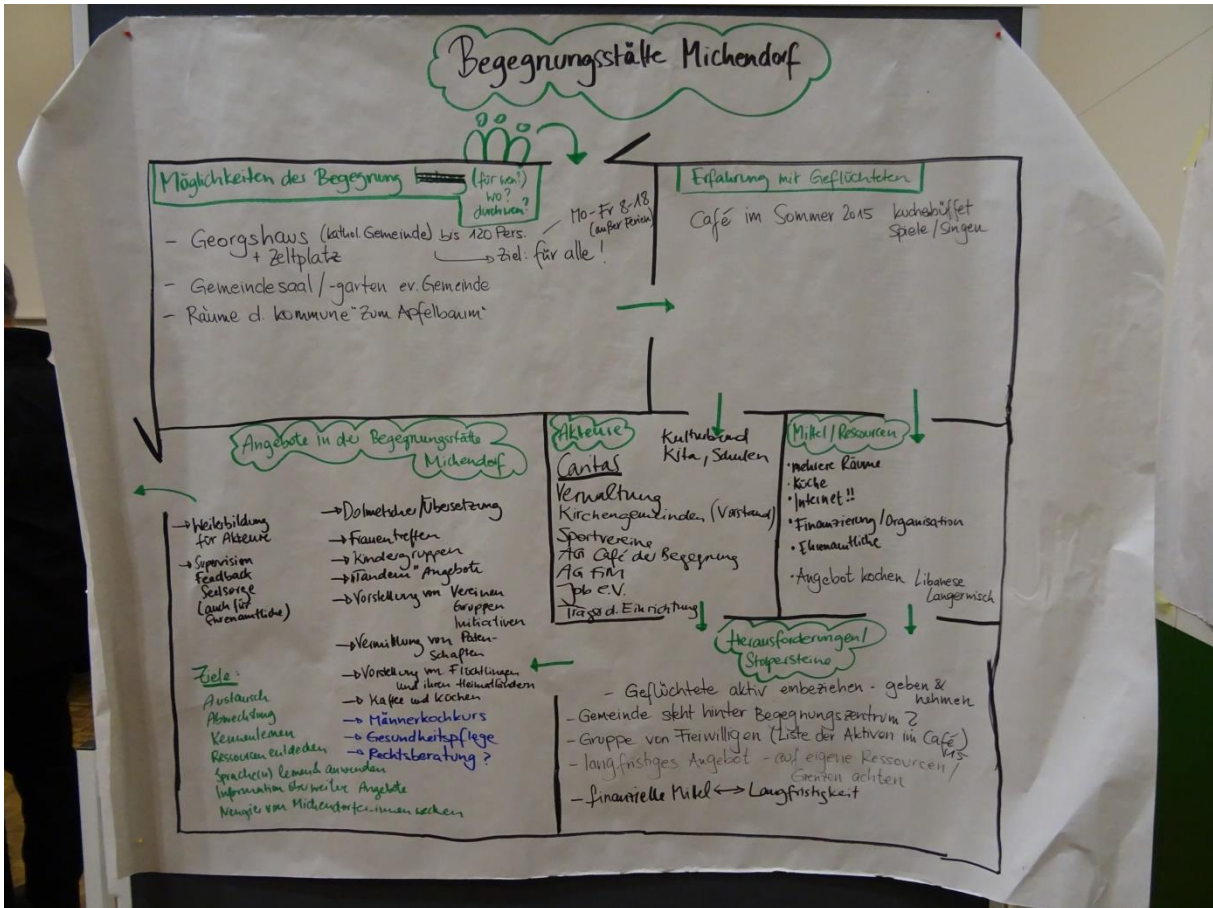 Begegnungsstätte Michendorf
Möglichkeiten der Begegnung
(für wen?)
wo?
durch wen?
- Georgshaus (kathol. Gemeinde) bis 120 Pers.
+ Zeltplatz
Mo-Fr 8-18
(außer Ferien)
Ziel: für alle!
- Gemeindesaal/-garten ev. Gemeinde
- Räume d. Kommune "Zum Apfelbaum"
Erfahrung mit Geflüchteten
Café im Sommer 2015
Kuchenbüffet
Spiele/Singen
Angebote in der Begegnungsstätte
Michendorf
→ Weiterbildung
für Akteure
→ Supervision
Feedback
Seelsorge
(auch für
Ehrenamtliche)
→ Dolmetscher/Übersetzung
→ Frauentreffen
→ Kindergruppen
→ "Tandem" Angebote
→ Vorstellung von Vereinen
Gruppen
Initiativen
→ Vermittlung von Paten-
schaften
→ Vorstellung von Flüchtlingen
und ihren Heimatländern
→ Kaffee und Kochen
→ Männerkochkurs
→ Gesundheitspflege
→ Rechtsberatung?
Ziele:
Austausch
Abwechslung
Kennenlernen
Ressourcen entdecken
Sprache(n) lernen & anwenden
Information über weitere Angebote
Neugier von Michendorfer:innen wecken
Akteure
Kulturbund
Kita, Schulen
Caritas
Verwaltung
Kirchengemeinden (Vorstand)
Sportvereine
AG Café der Begegnung
AG FiM
Job e.V.
Träger d. Einrichtung
Mittel/Ressourcen
• mehrere Räume
• Küche
• Internet!!
• Finanzierung/Organisation
• Ehrenamtliche
• Angebot kochen Libanese
Langerwisch
Herausforderungen/
Stolpersteine
- Geflüchtete aktiv einbeziehen - geben &
nehmen
- Gemeinde steht hinter Begegnungszentrum?
- Gruppe von Freiwilligen (Liste der Aktiven im Café)
- langfristiges Angebot - auf eigene Ressourcen/
Grenzen achten
- finanzielle Mittel ↔ Langfristigkeit